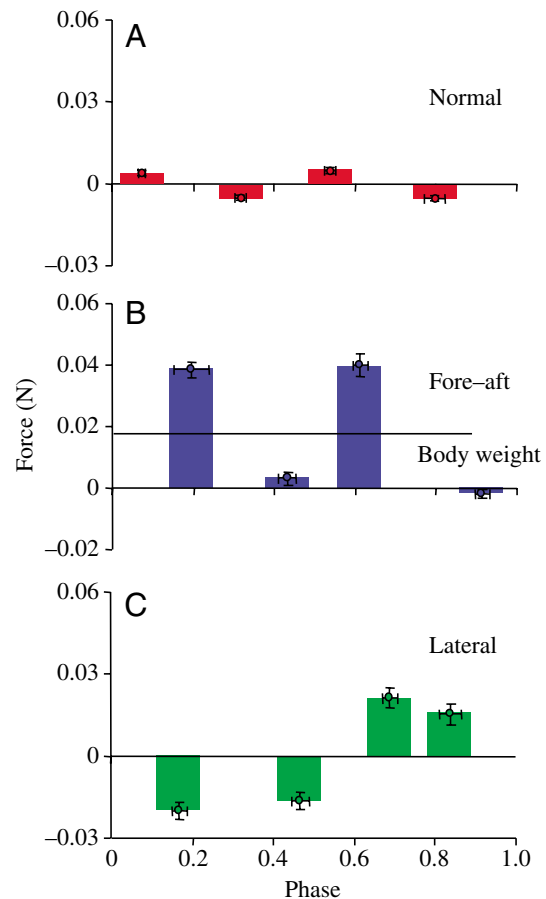 A
0.06
0.03
0
–0.03
Normal
B
0.06
0.04
0.02
0
–0.02
Fore–aft
Body weight
Force (N)
C
0.06
0.03
0
–0.03
Lateral
0 0.2 0.4 0.6 0.8 1.0
Phase